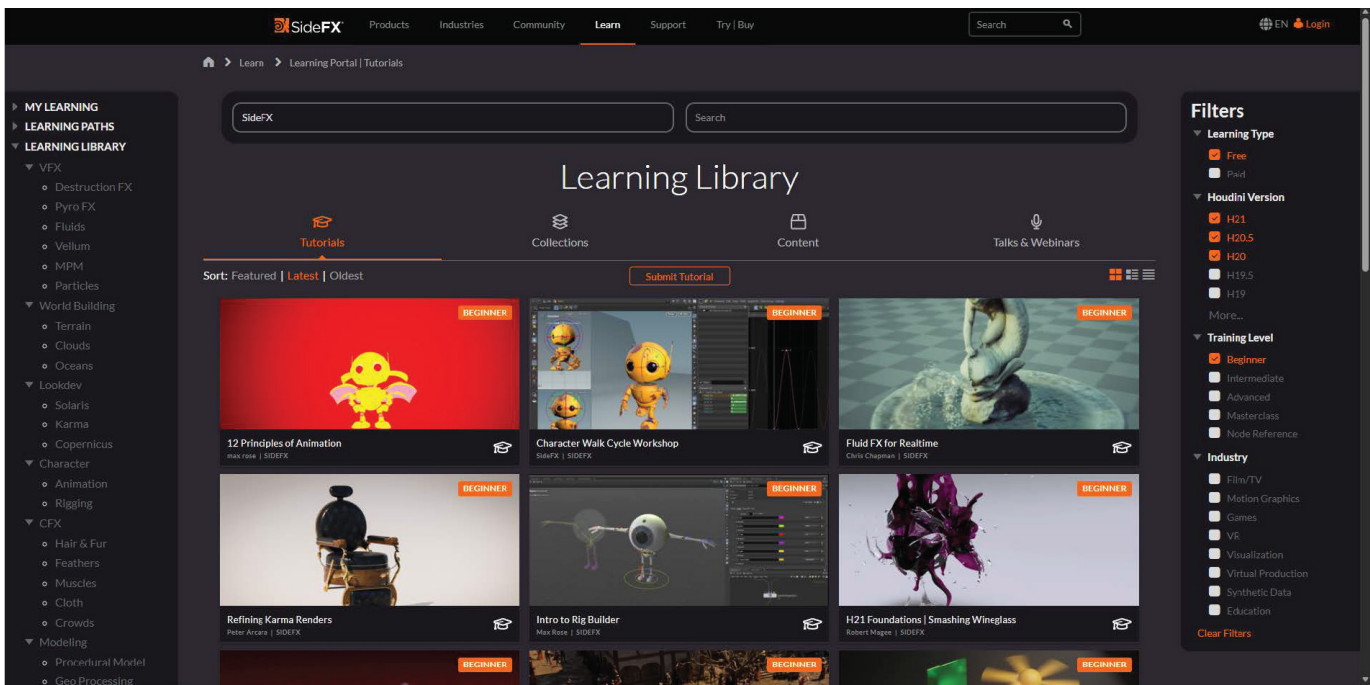 SideFX Products Industries Community Learn Support Try | Buy Search EN Login
Learn Learning Portal | Tutorials
MY LEARNING
LEARNING PATHS
LEARNING LIBRARY
VFX
Destruction FX
Pyro FX
Fluids
Vellum
MPM
Particles
World Building
Terrain
Clouds
Oceans
Lookdev
Solaris
Karma
Copernicus
Character
Animation
Rigging
CFX
Hair & Fur
Feathers
Muscles
Cloth
Crowds
Modeling
Procedural Model
Geo Processing
SideFX Search
Learning Library
Tutorials Collections Content Talks & Webinars
Sort: Featured | Latest | Oldest Submit Tutorial
BEGINNER BEGINNER BEGINNER
12 Principles of Animation Character Walk Cycle Workshop Fluid FX for Realtime
max rose | SIDEFX SideFX | SIDEFX Chris Chapman | SIDEFX
BEGINNER BEGINNER BEGINNER
Refining Karma Renders Intro to Rig Builder H21 Foundations | Smashing Wineglass
Peter Arcara | SIDEFX Max Rose | SIDEFX Robert Magee | SIDEFX
BEGINNER BEGINNER BEGINNER
Filters
Learning Type
Free
Paid
Houdini Version
H21
H20.5
H20
H19.5
H19
More...
Training Level
Beginner
Intermediate
Advanced
Masterclass
Node Reference
Industry
Film/TV
Motion Graphics
Games
VR
Visualization
Virtual Production
Synthetic Data
Education
Clear Filters